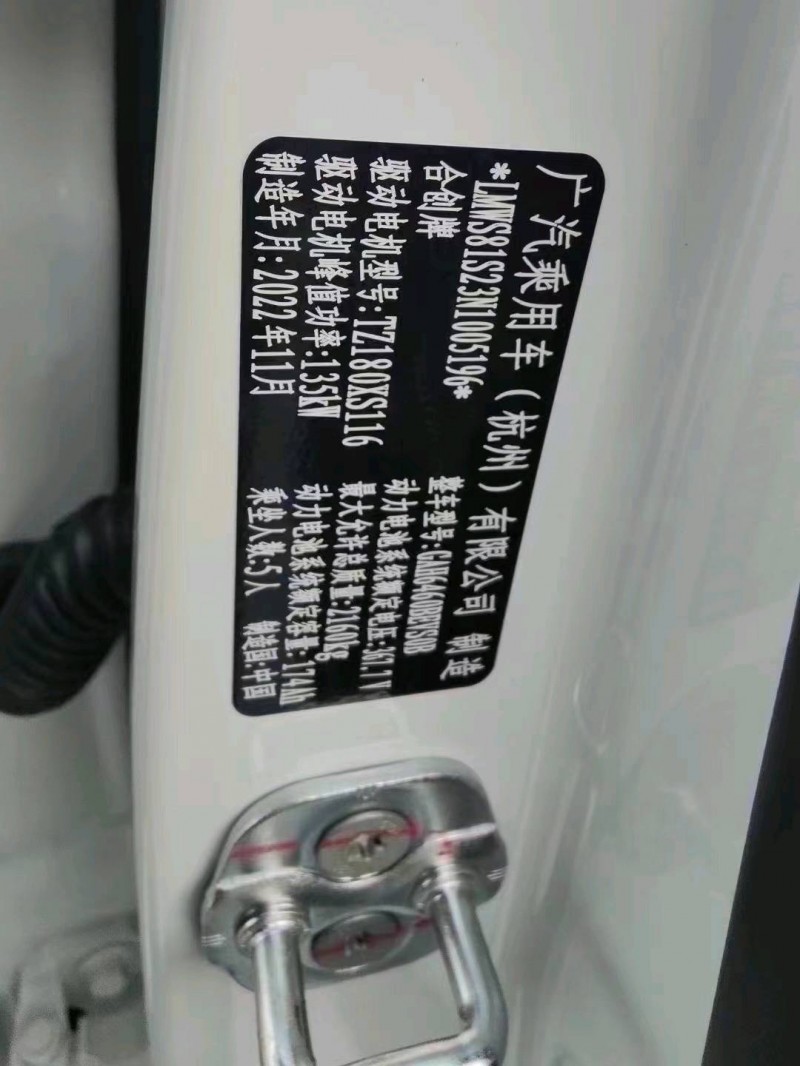 广汽乘用车（杭州）有限公司 制造
*LMWS81S23N1005196*
合创牌 整车型号:GAH6460BEVS0B
驱动电机型号:TZ180XS116 动力电池系统额定电压:
驱动电机峰值功率:135kW 最大允许总质量:2160kg
制造年月:2022年11月 动力电池系统额定容量:174Ah
乘坐人数:5人 制造国:中国